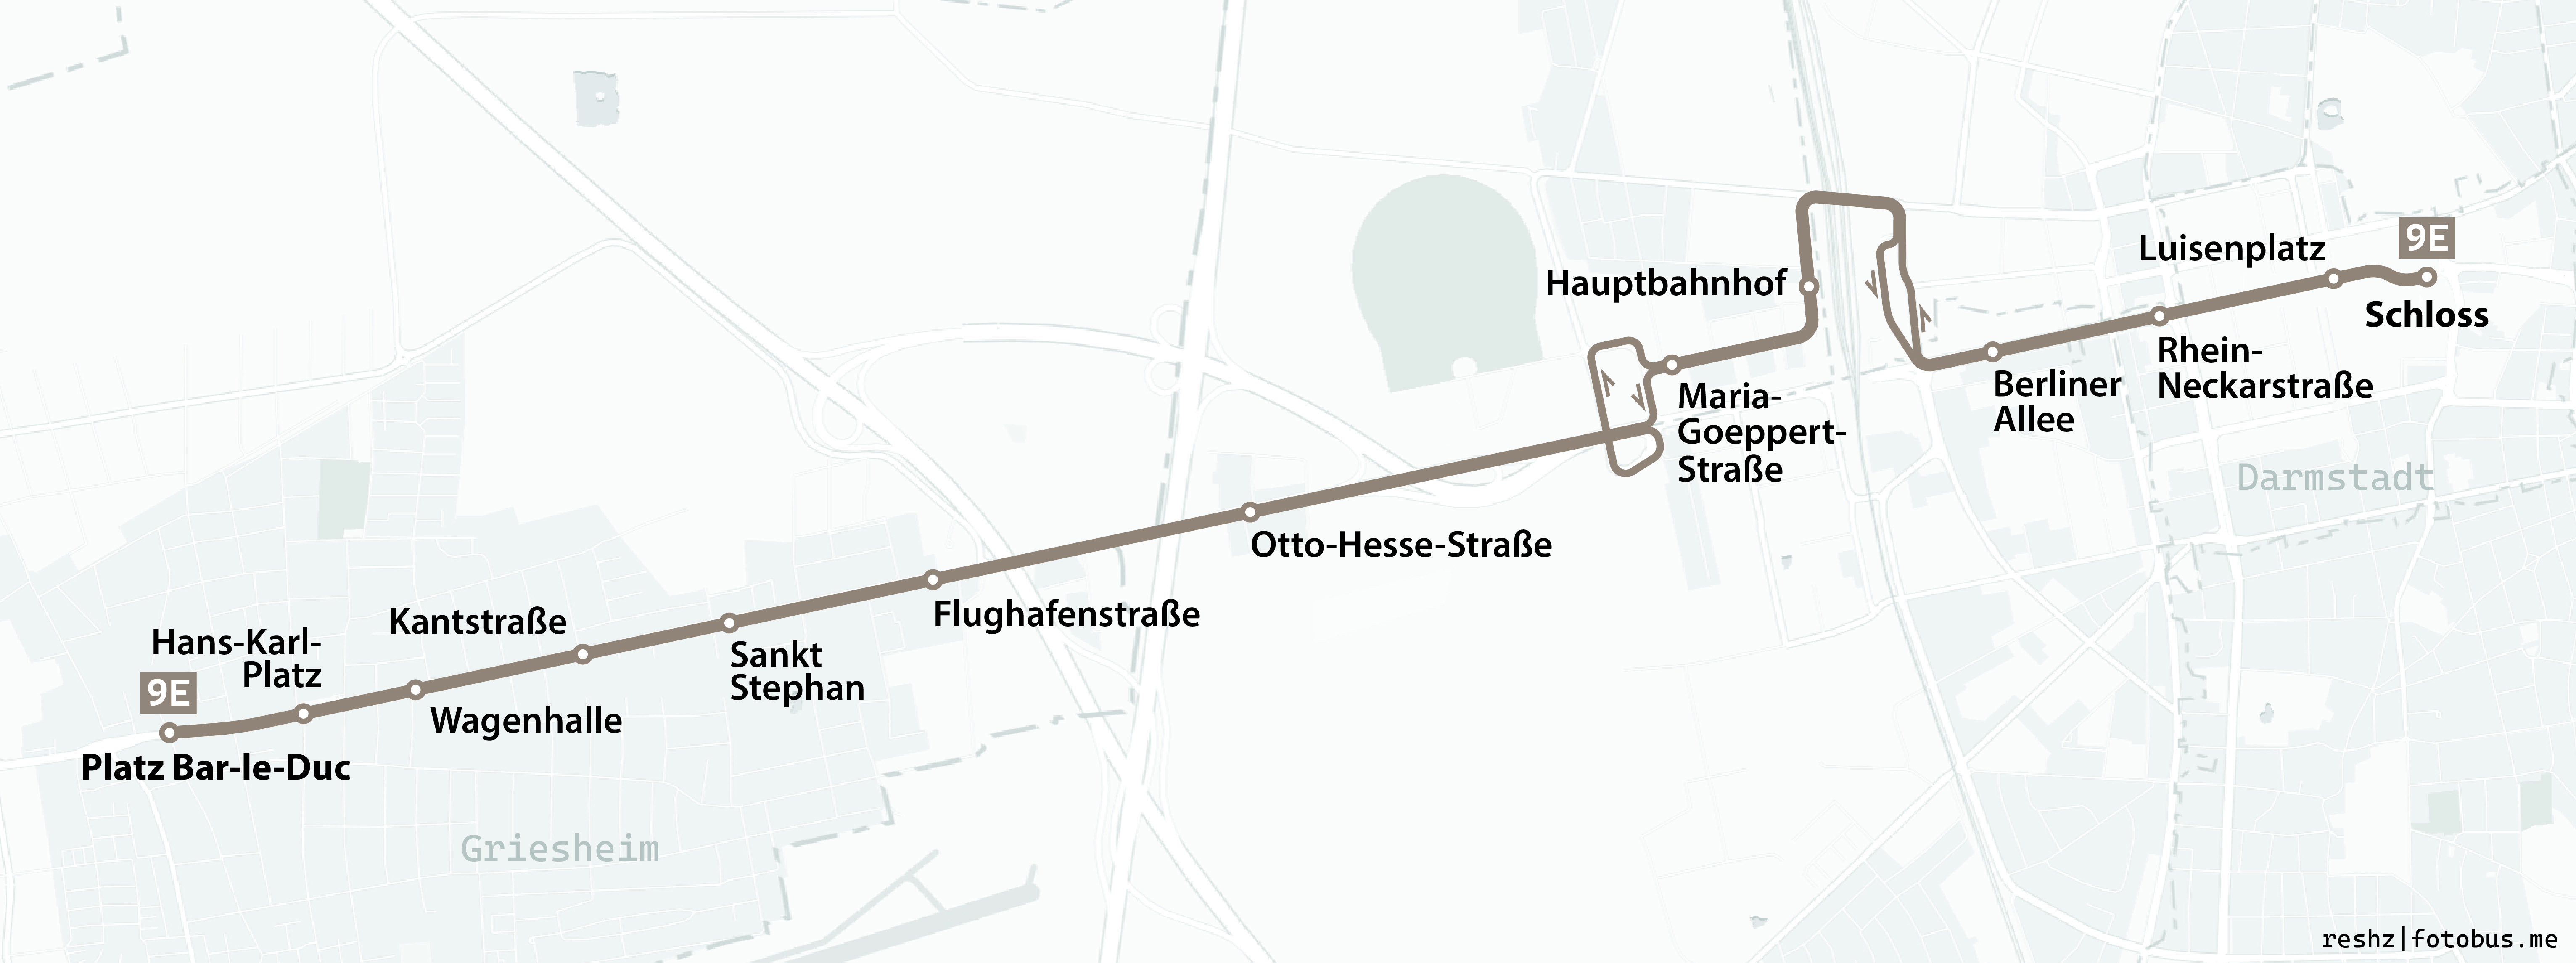 9E
Luisenplatz
Schloss
Hauptbahnhof
Rhein-
Neckarstraße
Berliner
Allee
Maria-
Goeppert-
Straße
Darmstadt
Otto-Hesse-Straße
Flughafenstraße
Kantstraße
Sankt
Stephan
Hans-Karl-
Platz
9E
Wagenhalle
Platz Bar-le-Duc
Griesheim
reshz|fotobus.me